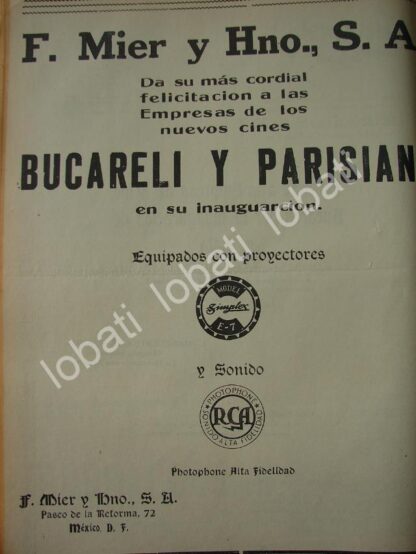 F. Mier y Hno., S. A
Da su más cordial
felicitacion a las
Empresas de los
nuevos cines
BUCARELI Y PARISIAN
en su inauguarcion.
Equipados con proyectores
MODEL
Simplex
E-7
y Sonido
PHOTOPHONE
RCA
SONIDO ALTA FIDELIDAD
Photophone Alta Fidelidad
F. Mier y Hno., S. A.
Paseo de la Reforma, 72
México, D. F.
lobati lobati lobati